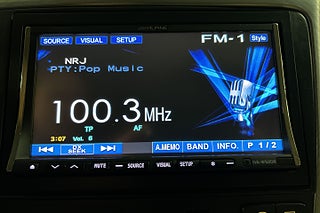 ALPINE
SOURCE VISUAL SETUP FM-1 Style
NRJ
PTY:Pop Music
100.3 MHz
TP AF
3:07 Vol. 6
DX SEEK A.MEMO BAND INFO. P 1/2
MUTE SOURCE VISUAL SETUP